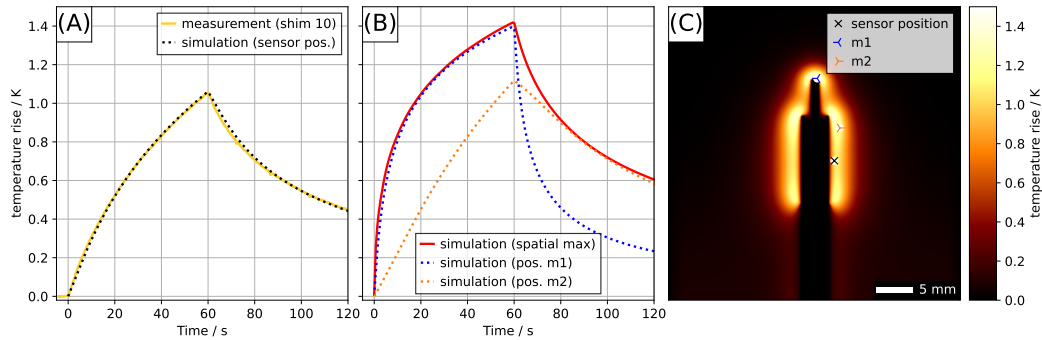 (A)
measurement (shim 10)
simulation (sensor pos.)
temperature rise / K
1.4
1.2
1.0
0.8
0.6
0.4
0.2
0.0
0 20 40 60 80 100 120
Time / s
(B)
simulation (spatial max)
simulation (pos. m1)
simulation (pos. m2)
0 20 40 60 80 100 120
Time / s
(C)
sensor position
m1
m2
5 mm
1.4
1.2
1.0
0.8
0.6
0.4
0.2
0.0
temperature rise / K